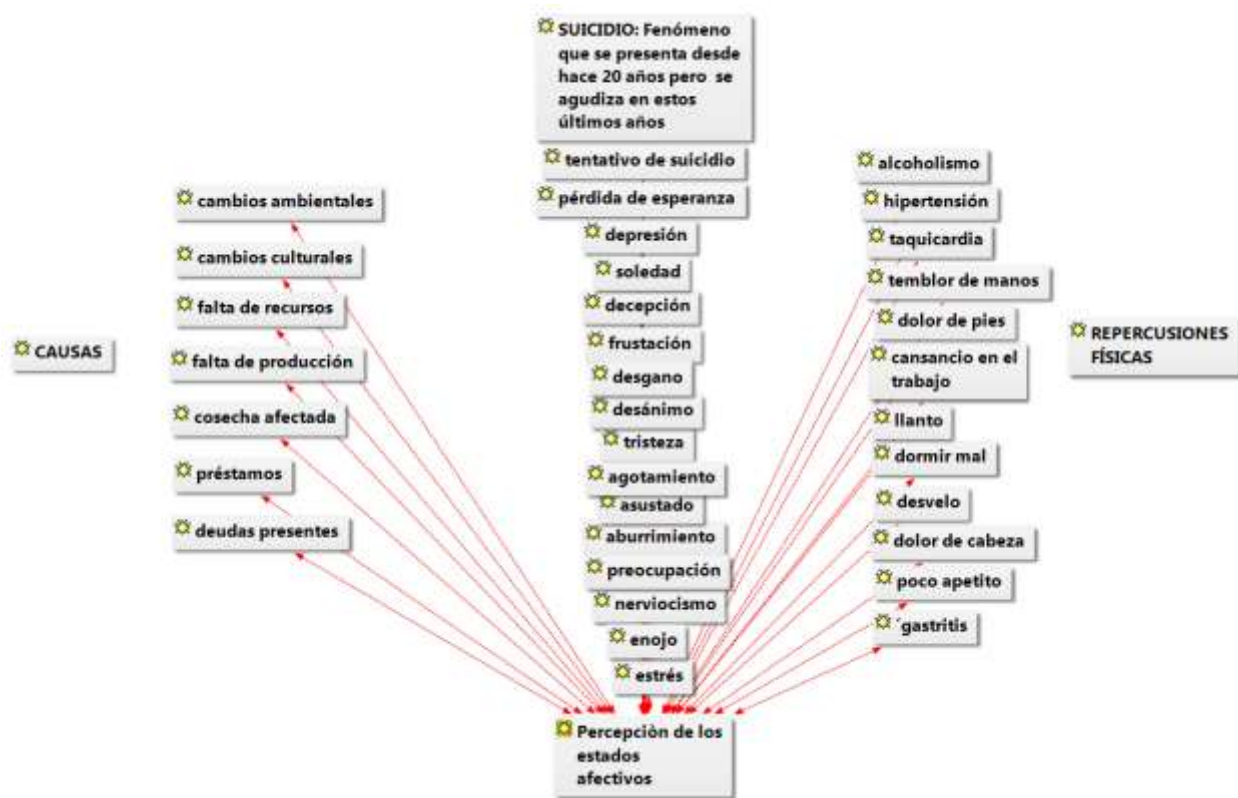 SUICIDIO: Fenómeno
que se presenta desde
hace 20 años pero se
agudiza en estos
últimos años
tentativo de suicidio
pérdida de esperanza
depresión
soledad
decepción
frustación
desgano
desánimo
tristeza
agotamiento
asustado
aburrimiento
preocupación
nerviocismo
enojo
estrés
CAUSAS
cambios ambientales
cambios culturales
falta de recursos
falta de producción
cosecha afectada
préstamos
deudas presentes
alcoholismo
hipertensión
taquicardia
temblor de manos
dolor de pies
cansancio en el
trabajo
llanto
dormir mal
desvelo
dolor de cabeza
poco apetito
´gastritis
REPERCUSIONES
FÍSICAS
Percepciòn de los
estados
afectivos